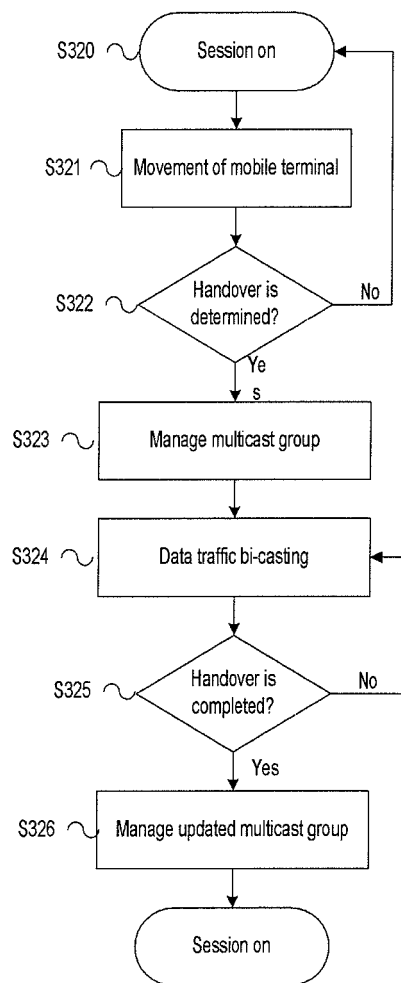 S320
Session on
S321
Movement of mobile terminal
S322
Handover is
determined?
No
Ye
s
S323
Manage multicast group
S324
Data traffic bi-casting
S325
Handover is
completed?
No
Yes
S326
Manage updated multicast group
Session on